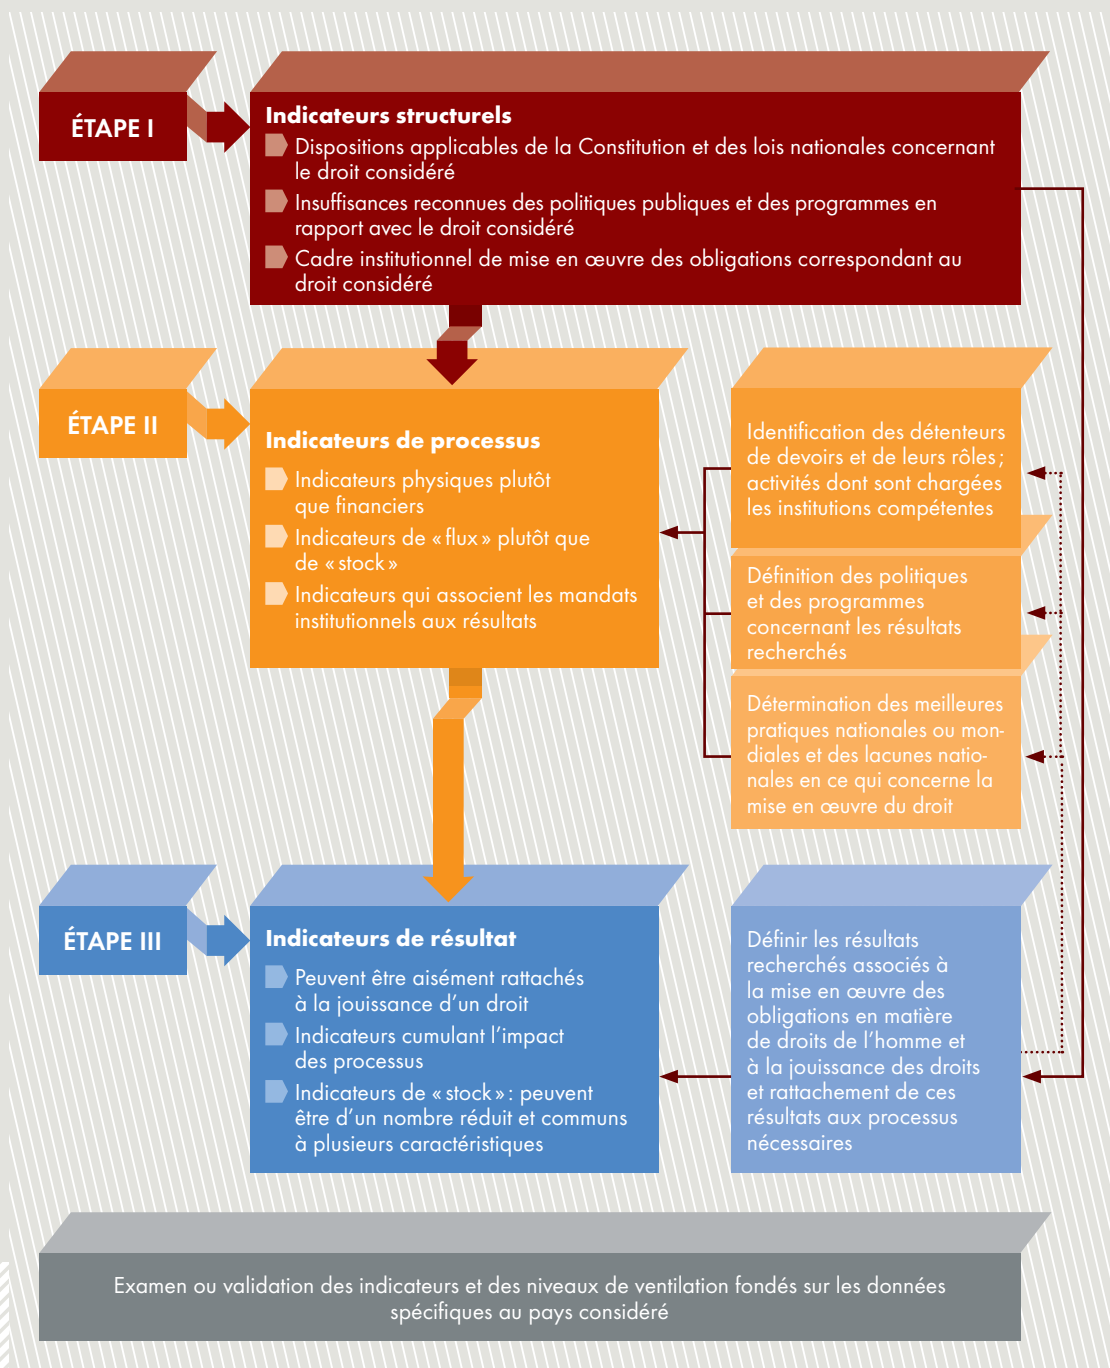 ÉTAPE I
Indicateurs structurels
Dispositions applicables de la Constitution et des lois nationales concernant
le droit considéré
Insuffisances reconnues des politiques publiques et des programmes en
rapport avec le droit considéré
Cadre institutionnel de mise en œuvre des obligations correspondant au
droit considéré
ÉTAPE II
Indicateurs de processus
Indicateurs physiques plutôt
que financiers
Indicateurs de « flux » plutôt que
de « stock »
Indicateurs qui associent les mandats
institutionnels aux résultats
Identification des détenteurs
de devoirs et de leurs rôles ;
activités dont sont chargées
les institutions compétentes
Définition des politiques
et des programmes
concernant les résultats
recherchés
Détermination des meilleures
pratiques nationales ou mon-
diales et des lacunes natio-
nales en ce qui concerne la
mise en œuvre du droit
ÉTAPE III
Indicateurs de résultat
Peuvent être aisément rattachés
à la jouissance d'un droit
Indicateurs cumulant l'impact
des processus
Indicateurs de « stock » : peuvent
être d'un nombre réduit et communs
à plusieurs caractéristiques
Définir les résultats
recherchés associés à
la mise en œuvre des
obligations en matière
de droits de l'homme et
à la jouissance des droits
et rattachement de ces
résultats aux processus
nécessaires
Examen ou validation des indicateurs et des niveaux de ventilation fondés sur les données
spécifiques au pays considéré